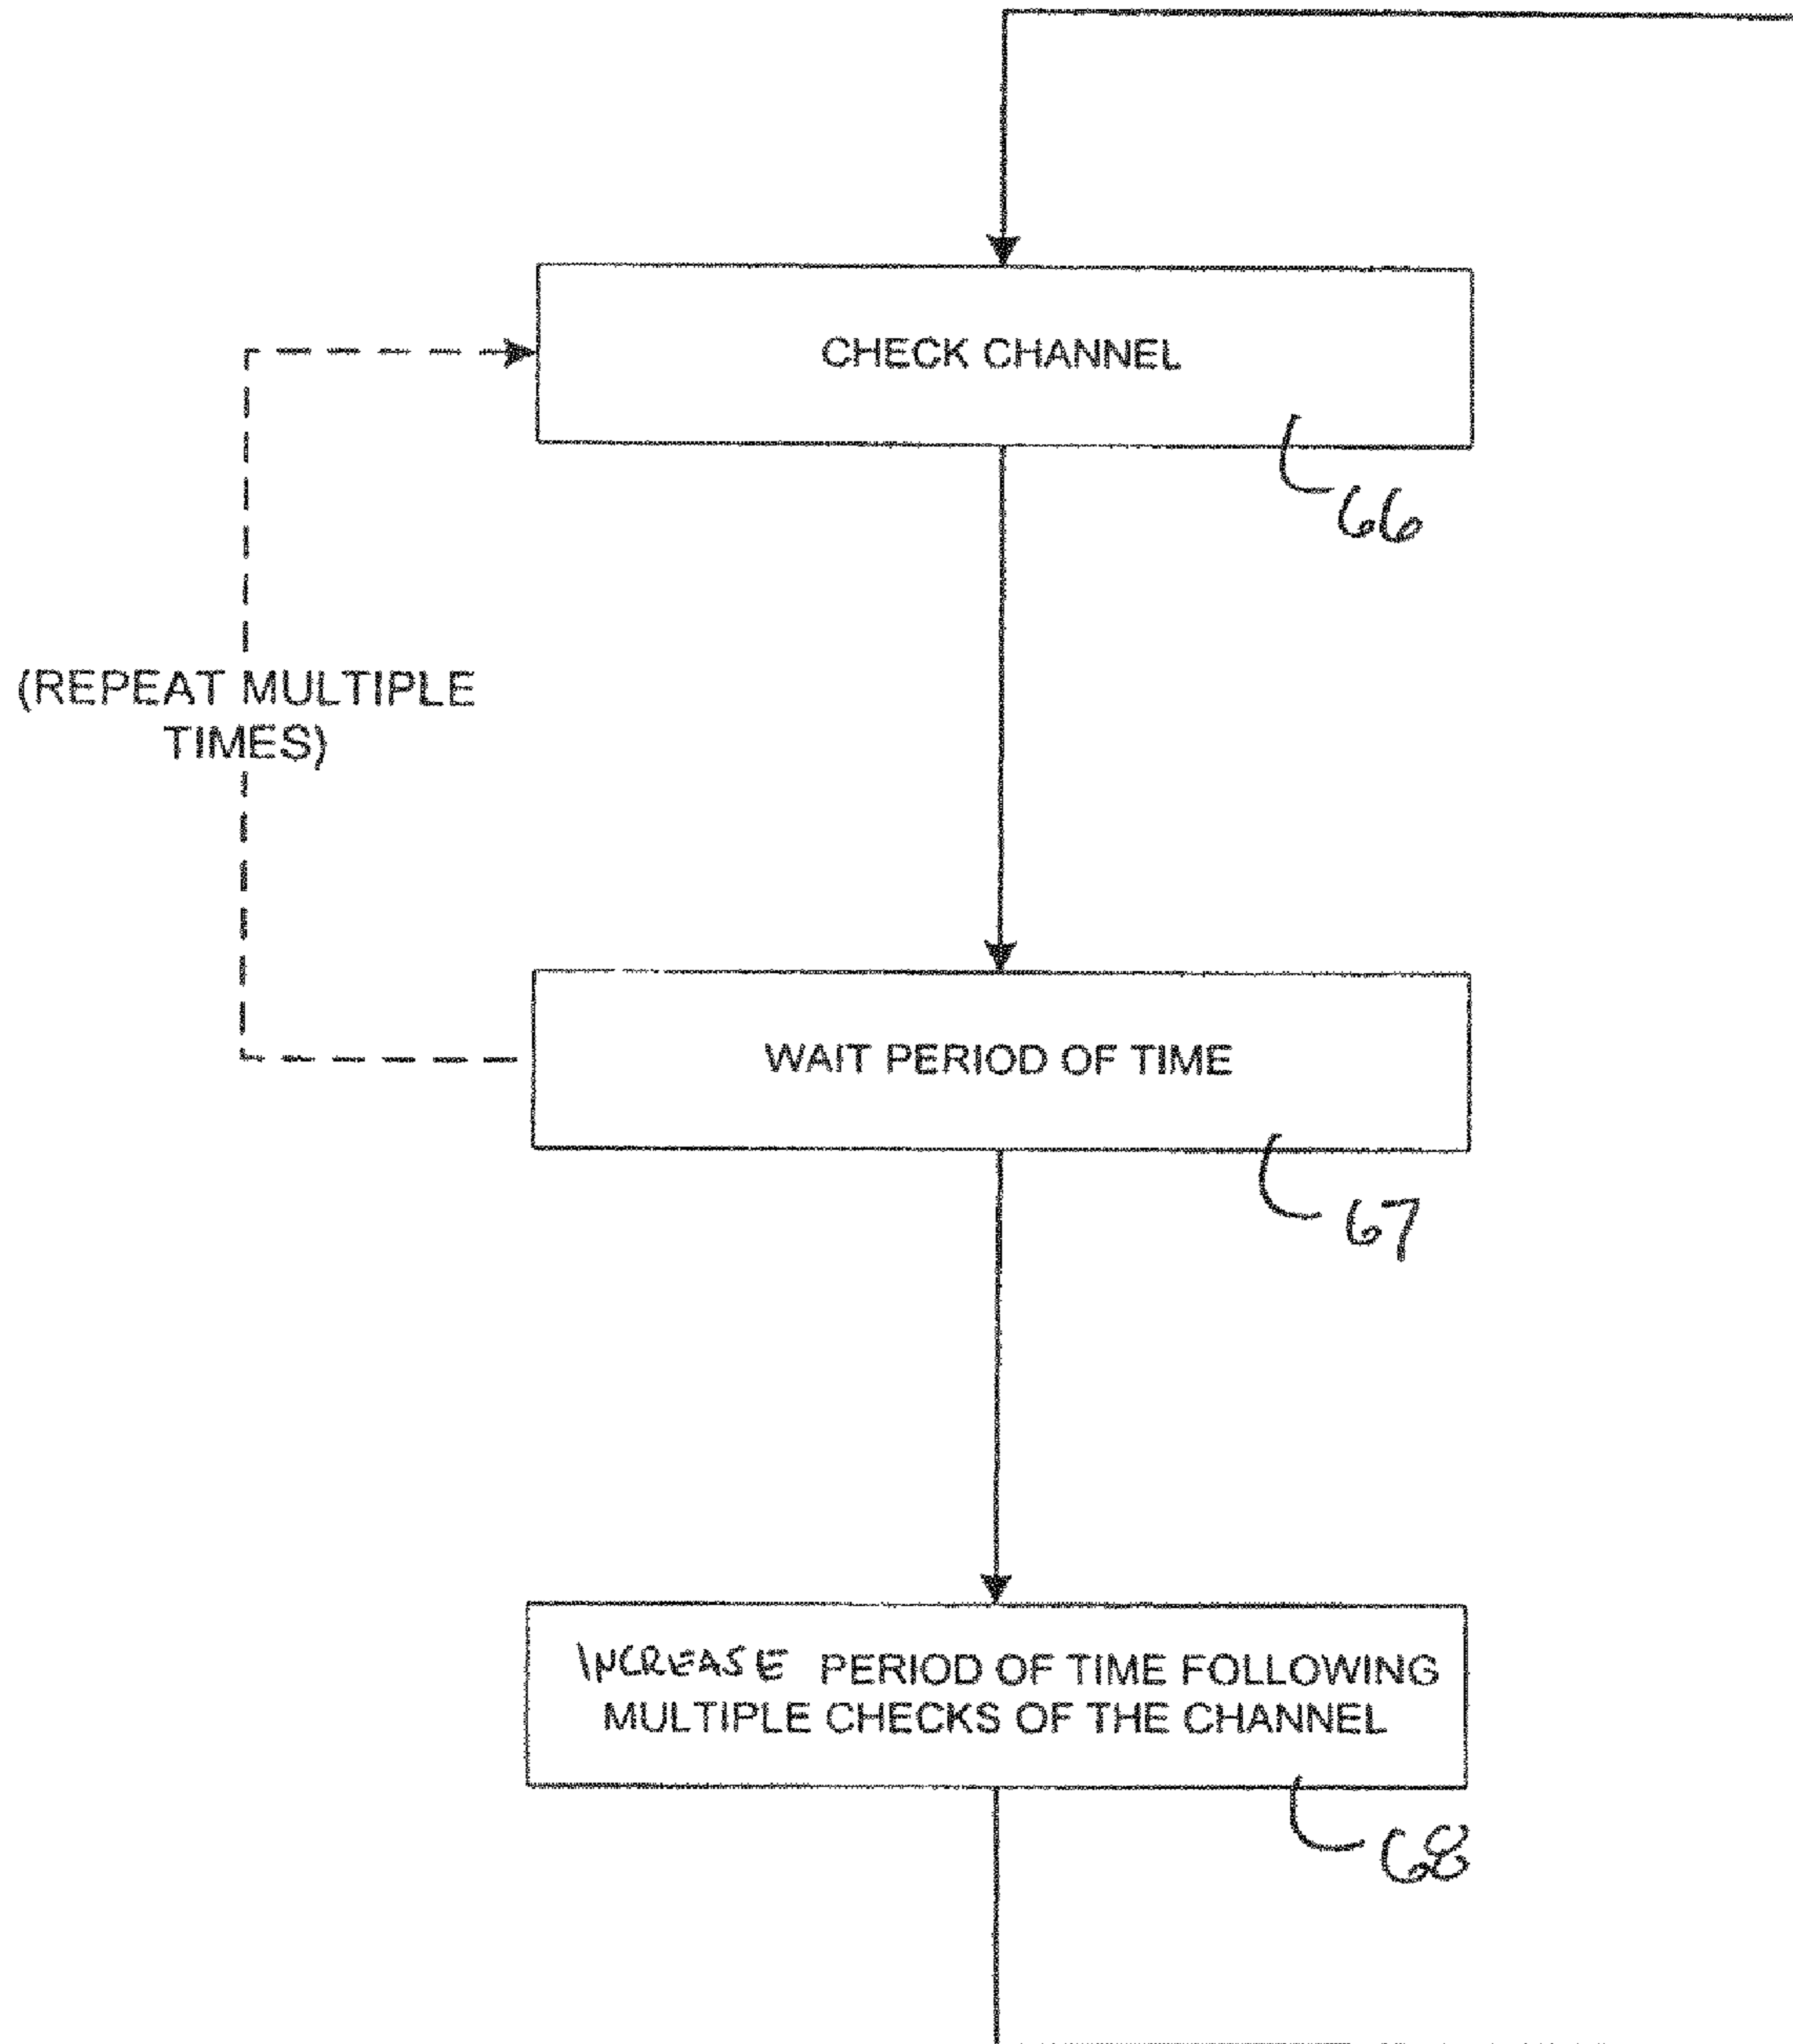 CHECK CHANNEL
66
(REPEAT MULTIPLE
TIMES)
WAIT PERIOD OF TIME
67
INCREASE PERIOD OF TIME FOLLOWING
MULTIPLE CHECKS OF THE CHANNEL
68